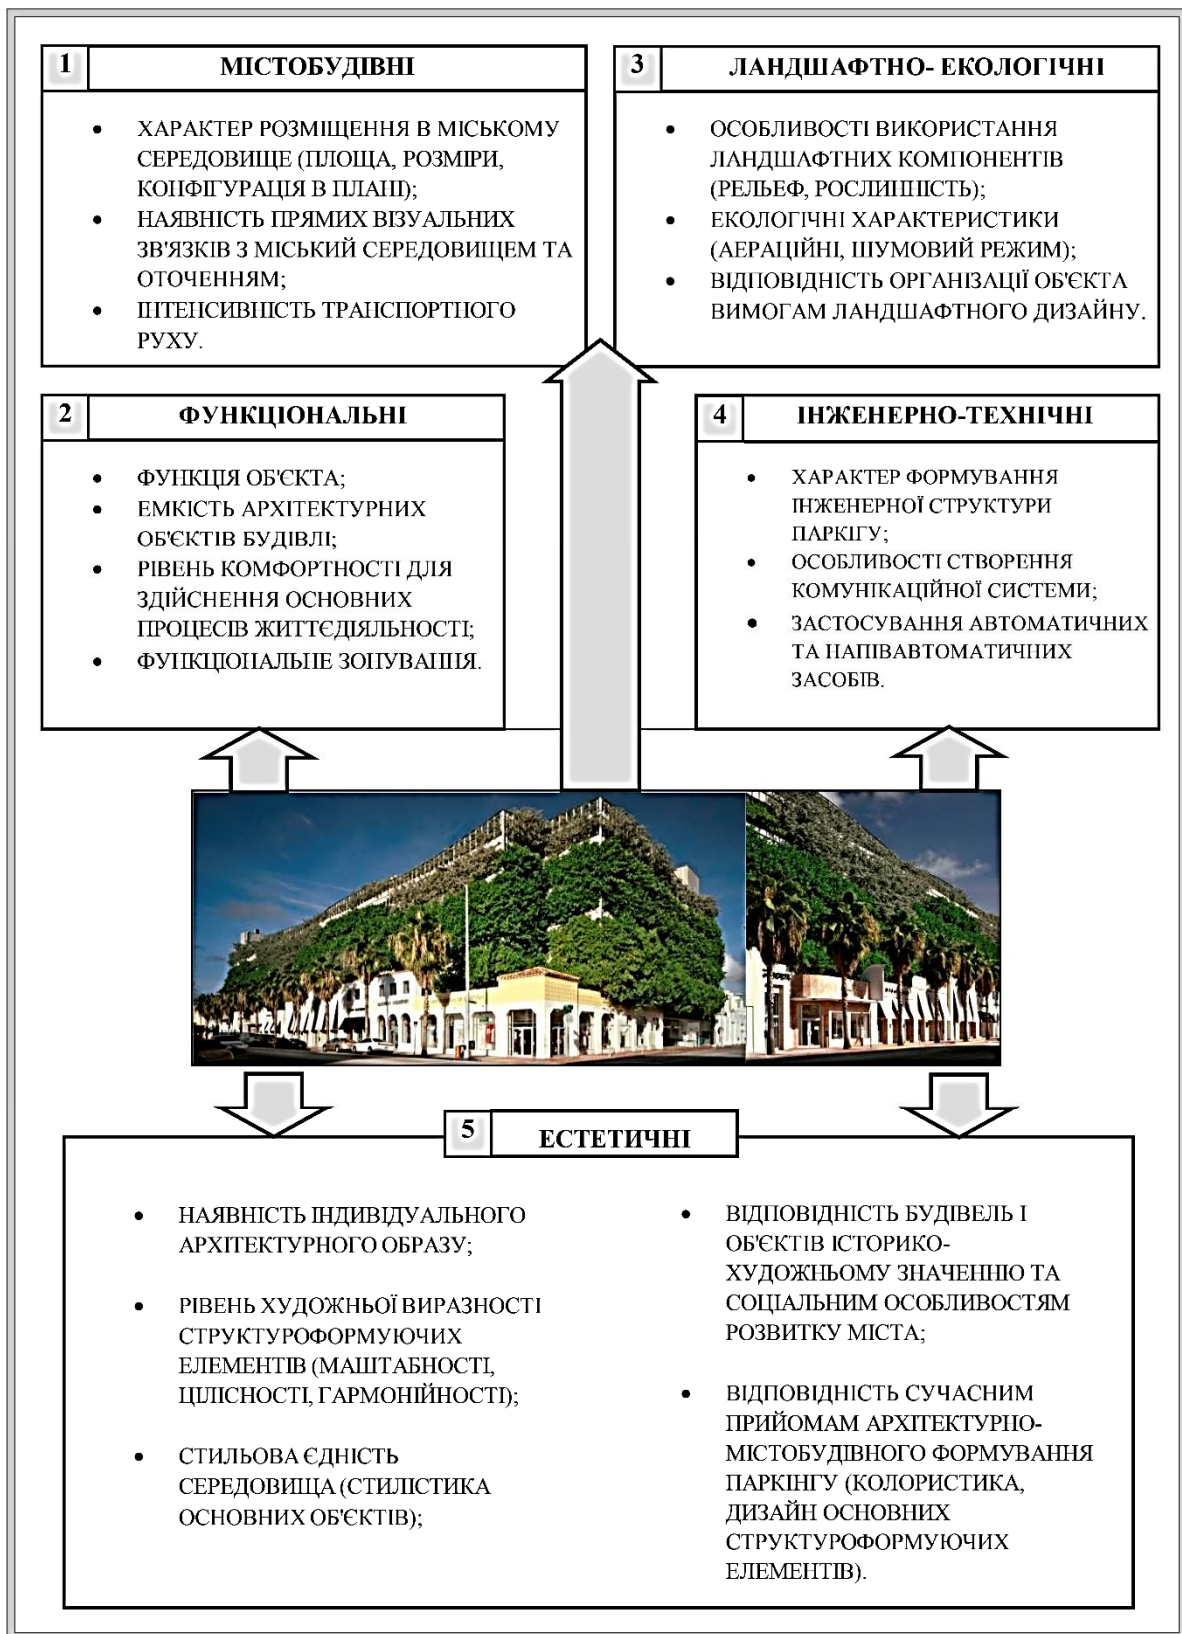 1 МІСТОБУДІВНІ
• ХАРАКТЕР РОЗМІЩЕННЯ В МІСЬКОМУ
СЕРЕДОВИЩЕ (ПЛОЩА, РОЗМІРИ,
КОНФІГУРАЦІЯ В ПЛАНІ);
• НАЯВНІСТЬ ПРЯМИХ ВІЗУАЛЬНИХ
ЗВ'ЯЗКІВ З МІСЬКИЙ СЕРЕДОВИЩЕМ ТА
ОТОЧЕННЯМ;
• ІНТЕНСИВНІСТЬ ТРАНСПОРТНОГО
РУХУ.
2 ФУНКЦІОНАЛЬНІ
• ФУНКЦІЯ ОБ'ЄКТА;
• ЕМКІСТЬ АРХІТЕКТУРНИХ
ОБ'ЄКТІВ БУДІВЛІ;
• РІВЕНЬ КОМФОРТНОСТІ ДЛЯ
ЗДІЙСНЕННЯ ОСНОВНИХ
ПРОЦЕСІВ ЖИТТЄДІЯЛЬНОСТІ;
• ФУНКЦІОНАЛЬНЕ ЗОНУВАННЯ.
3 ЛАНДШАФТНО- ЕКОЛОГІЧНІ
• ОСОБЛИВОСТІ ВИКОРИСТАННЯ
ЛАНДШАФТНИХ КОМПОНЕНТІВ
(РЕЛЬЕФ, РОСЛИННІСТЬ);
• ЕКОЛОГІЧНІ ХАРАКТЕРИСТИКИ
(АЕРАЦІЙНІ, ШУМОВИЙ РЕЖИМ);
• ВІДПОВІДНІСТЬ ОРГАНІЗАЦІЇ ОБ'ЄКТА
ВИМОГАМ ЛАНДШАФТНОГО ДИЗАЙНУ.
4 ІНЖЕНЕРНО-ТЕХНІЧНІ
• ХАРАКТЕР ФОРМУВАННЯ
ІНЖЕНЕРНОЇ СТРУКТУРИ
ПАРКІГУ;
• ОСОБЛИВОСТІ СТВОРЕННЯ
КОМУНІКАЦІЙНОЇ СИСТЕМИ;
• ЗАСТОСУВАННЯ АВТОМАТИЧНИХ
ТА НАПІВАВТОМАТИЧНИХ
ЗАСОБІВ.
5 ЕСТЕТИЧНІ
• НАЯВНІСТЬ ІНДИВІДУАЛЬНОГО
АРХІТЕКТУРНОГО ОБРАЗУ;
• РІВЕНЬ ХУДОЖНЬОЇ ВИРАЗНОСТІ
СТРУКТУРОФОРМУЮЧИХ
ЕЛЕМЕНТІВ (МАШТАБНОСТІ,
ЦІЛІСНОСТІ, ГАРМОНІЙНОСТІ);
• СТИЛЬОВА ЄДНІСТЬ
СЕРЕДОВИЩА (СТИЛІСТИКА
ОСНОВНИХ ОБ'ЄКТІВ);
• ВІДПОВІДНІСТЬ БУДІВЕЛЬ І
ОБ'ЄКТІВ ІСТОРИКО-
ХУДОЖНЬОМУ ЗНАЧЕННЮ ТА
СОЦІАЛЬНИМ ОСОБЛИВОСТЯМ
РОЗВИТКУ МІСТА;
• ВІДПОВІДНІСТЬ СУЧАСНИМ
ПРИЙОМАМ АРХІТЕКТУРНО-
МІСТОБУДІВНОГО ФОРМУВАННЯ
ПАРКІНГУ (КОЛОРИСТИКА,
ДИЗАЙН ОСНОВНИХ
СТРУКТУРОФОРМУЮЧИХ
ЕЛЕМЕНТІВ).